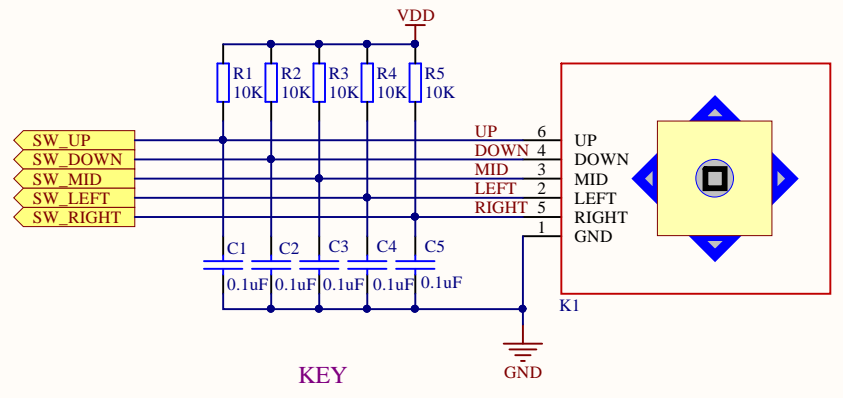 VDD
R1 R2 R3 R4 R5
10K 10K 10K 10K 10K
SW_UP UP 6 UP
SW_DOWN DOWN 4 DOWN
SW_MID MID 3 MID
SW_LEFT LEFT 2 LEFT
SW_RIGHT RIGHT 5 RIGHT
1 GND
C1 C2 C3 C4 C5
0.1uF 0.1uF 0.1uF 0.1uF 0.1uF
K1
GND
KEY